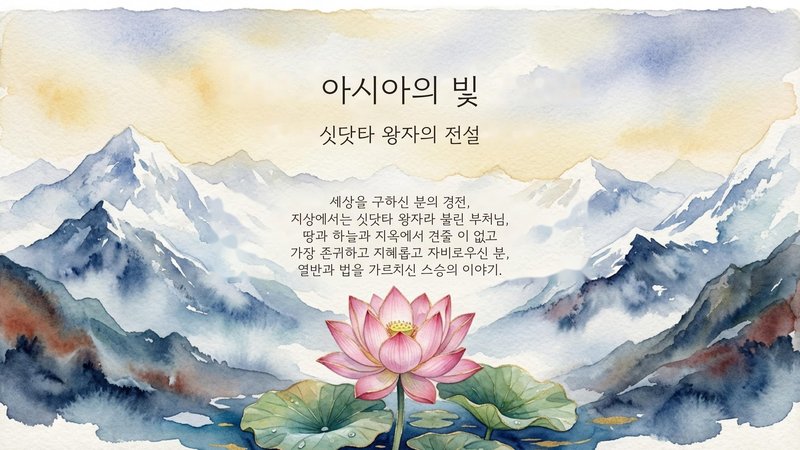 아시아의 빛
싯닷타 왕자의 전설
세상을 구하신 분의 경전,
지상에서는 싯닷타 왕자라 불린 부처님,
땅과 하늘과 지옥에서 견줄 이 없고
가장 존귀하고 지혜롭고 자비로우신 분,
열반과 법을 가르치신 스승의 이야기.